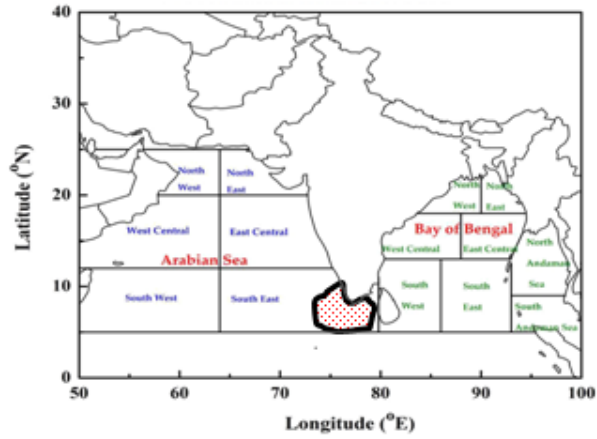 40
30
20
10
0
Latitude (°N)
50
60
70
80
90
100
Longitude (°E)
North
West
North
East
West Central
East Central
Arabian Sea
South West
South East
North
West
North
East
Bay of Bengal
West Central
East Central
South
West
South
East
North
Andaman
Sea
South
Andaman Sea